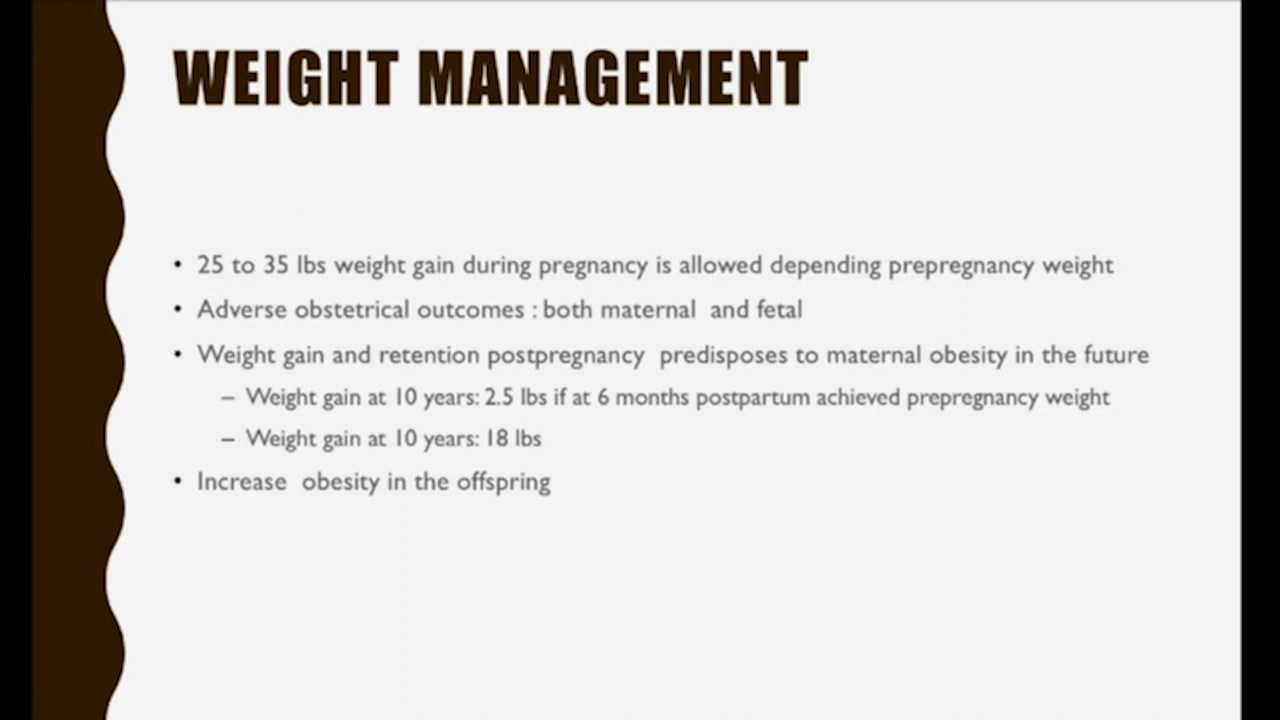 WEIGHT MANAGEMENT
• 25 to 35 lbs weight gain during pregnancy is allowed depending prepregnancy weight
• Adverse obstetrical outcomes : both maternal and fetal
• Weight gain and retention postpregnancy predisposes to maternal obesity in the future
– Weight gain at 10 years: 2.5 lbs if at 6 months postpartum achieved prepregnancy weight
– Weight gain at 10 years: 18 lbs
• Increase obesity in the offspring